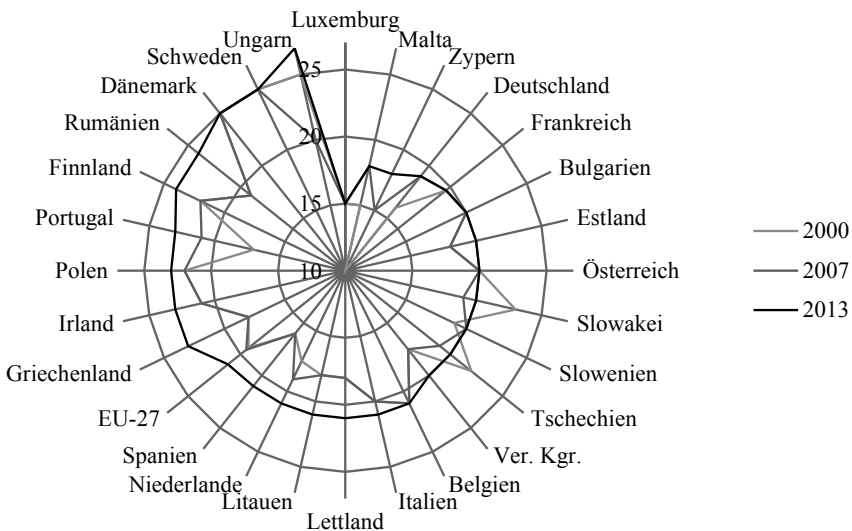 Luxemburg
Malta
Zypern
Deutschland
Frankreich
Bulgarien
Estland
Österreich
Slowakei
Slowenien
Tschechien
Ver. Kgr.
Belgien
Italien
Lettland
Litauen
Niederlande
Spanien
EU-27
Griechenland
Irland
Polen
Portugal
Finnland
Rumänien
Dänemark
Schweden
Ungarn
25
20
15
10
2000
2007
2013